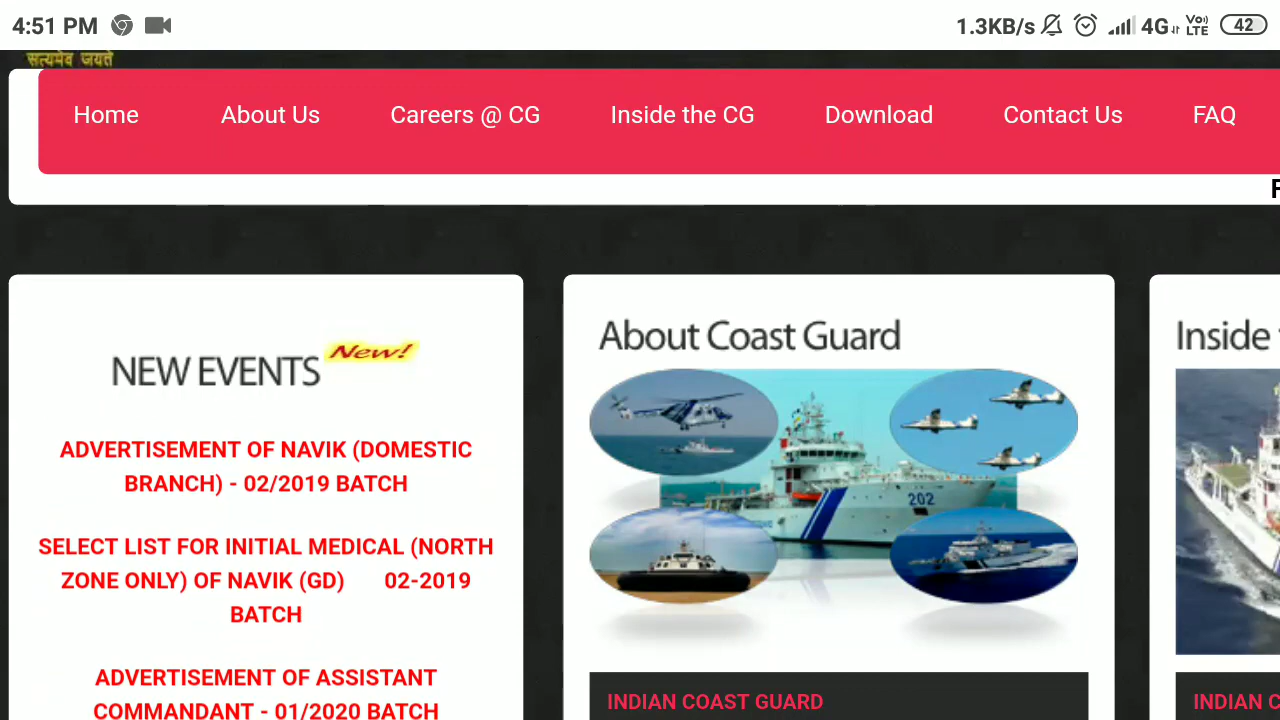 4:51 PM 1.3KB/s 4G Vo) LTE 42
सत्यमेव जयते
Home About Us Careers @ CG Inside the CG Download Contact Us FAQ
F
NEW EVENTS New!
ADVERTISEMENT OF NAVIK (DOMESTIC
BRANCH) - 02/2019 BATCH
SELECT LIST FOR INITIAL MEDICAL (NORTH
ZONE ONLY) OF NAVIK (GD) 02-2019
BATCH
ADVERTISEMENT OF ASSISTANT
COMMANDANT - 01/2020 BATCH
About Coast Guard
202
INDIAN COAST GUARD
Inside
INDIAN C